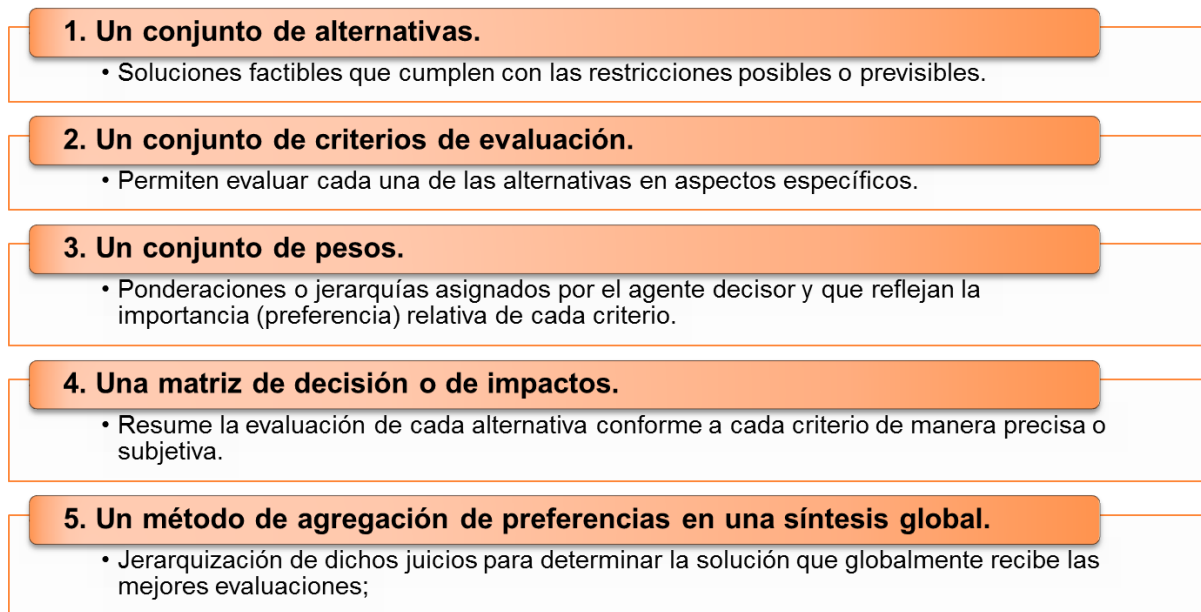 1. Un conjunto de alternativas.
• Soluciones factibles que cumplen con las restricciones posibles o previsibles.
2. Un conjunto de criterios de evaluación.
• Permiten evaluar cada una de las alternativas en aspectos específicos.
3. Un conjunto de pesos.
• Ponderaciones o jerarquías asignados por el agente decisor y que reflejan la
importancia (preferencia) relativa de cada criterio.
4. Una matriz de decisión o de impactos.
• Resume la evaluación de cada alternativa conforme a cada criterio de manera precisa o
subjetiva.
5. Un método de agregación de preferencias en una síntesis global.
• Jerarquización de dichos juicios para determinar la solución que globalmente recibe las
mejores evaluaciones;